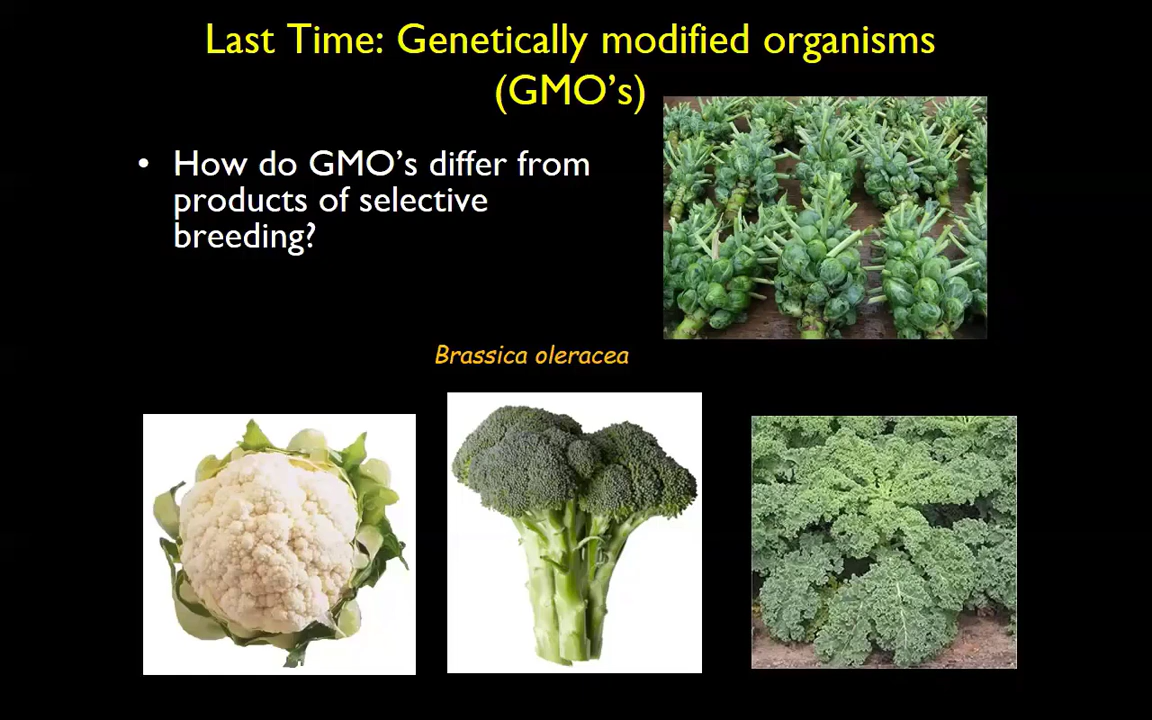 Last Time: Genetically modified organisms
(GMO's)
• How do GMO's differ from
products of selective
breeding?
Brassica oleracea